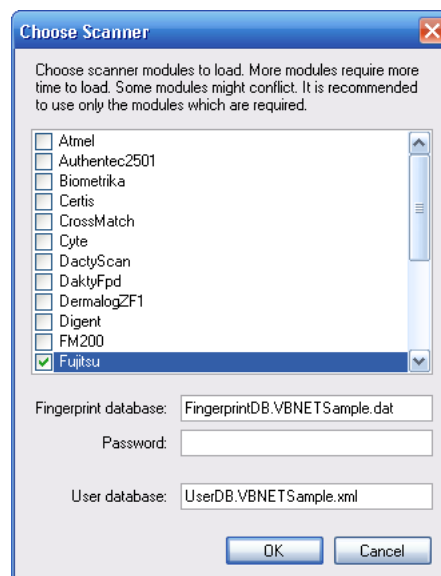 Choose Scanner
Choose scanner modules to load. More modules require more
time to load. Some modules might conflict. It is recommended
to use only the modules which are required.
Atmel
Authentec2501
Biometrika
Certis
CrossMatch
Cyte
DactyScan
DaktyFpd
DermalogZF1
Digent
FM200
Fujitsu
Fingerprint database: FingerprintDB.VBNETSample.dat
Password:
User database: UserDB.VBNETSample.xml
OK Cancel